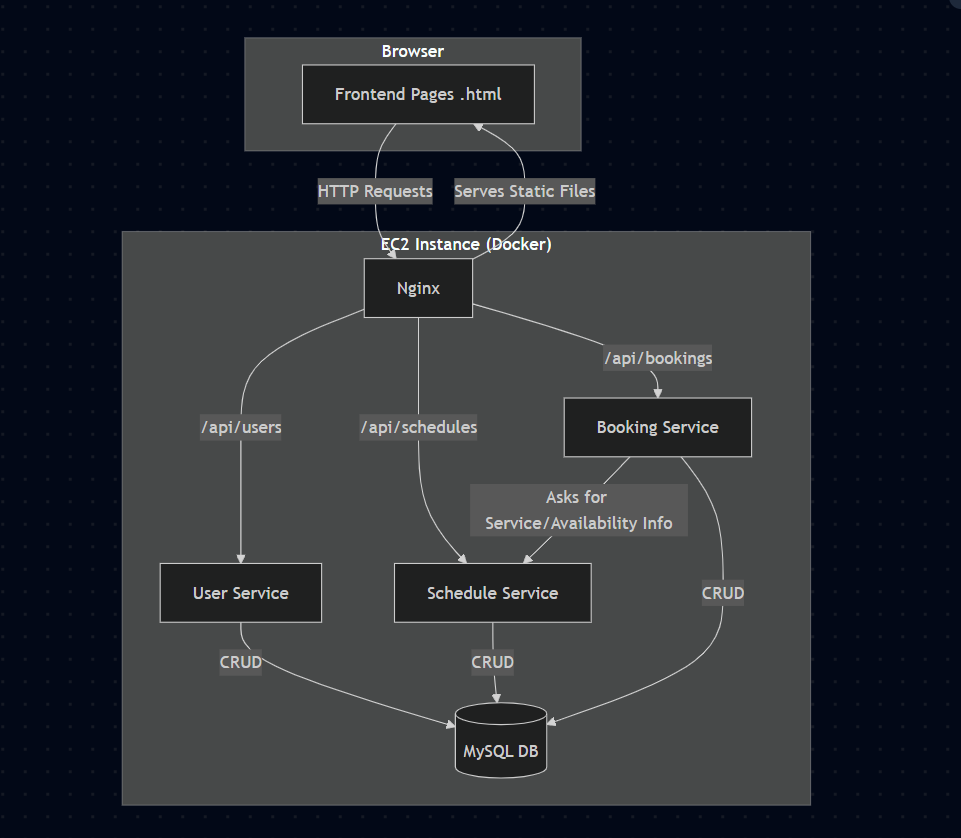 Browser
Frontend Pages .html
HTTP Requests
Serves Static Files
EC2 Instance (Docker)
Nginx
/api/bookings
/api/users
/api/schedules
Booking Service
Asks for
Service/Availability Info
User Service
Schedule Service
CRUD
CRUD
CRUD
MySQL DB